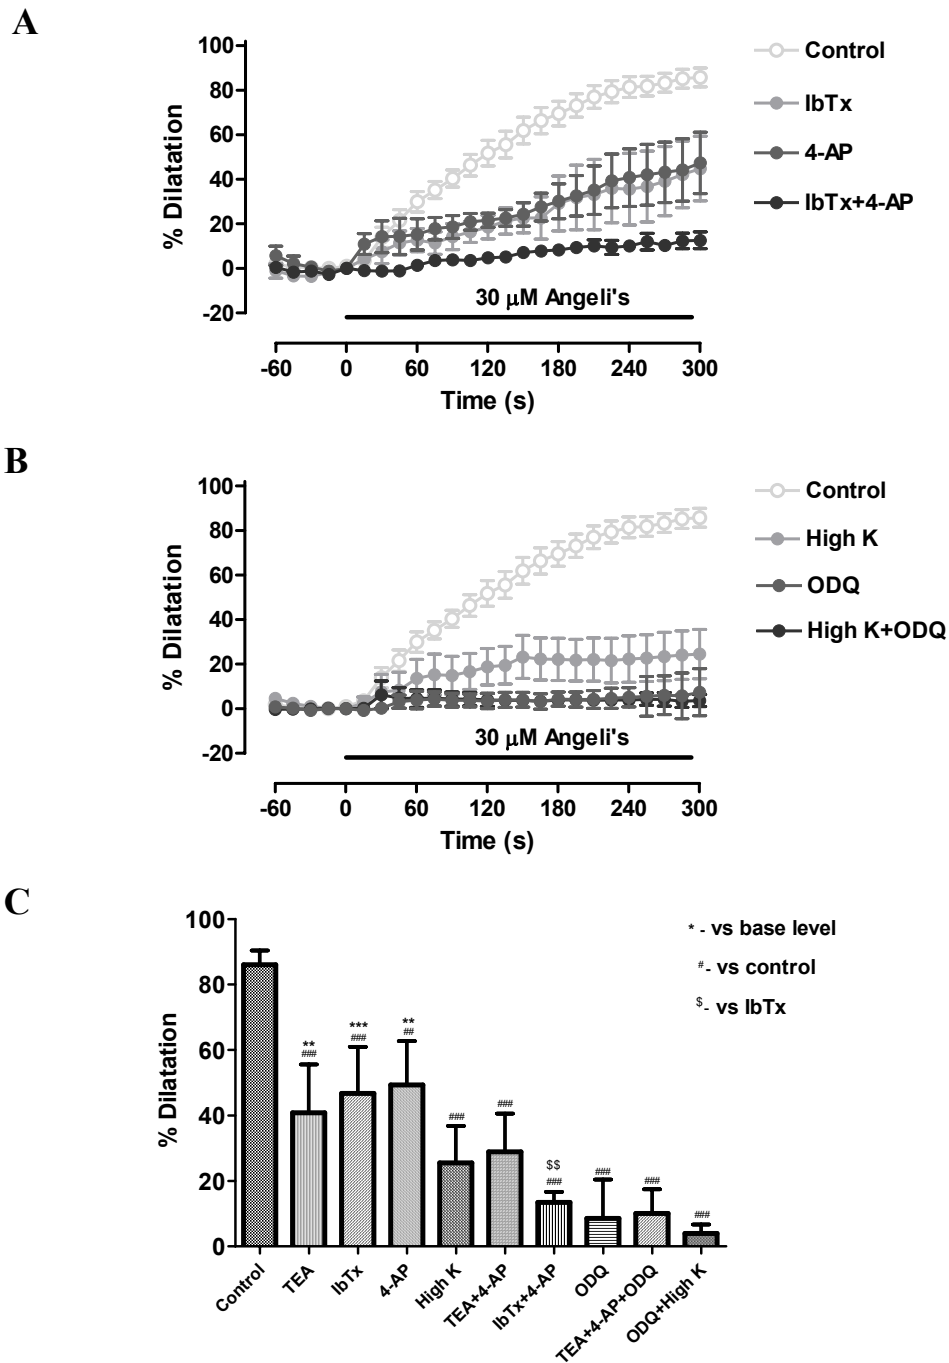 A
100
80
60
40
20
0
-20
% Dilatation
Control
IbTx
4-AP
IbTx+4-AP
30 μM Angeli's
-60 0 60 120 180 240 300
Time (s)
B
100
80
60
40
20
0
-20
% Dilatation
Control
High K
ODQ
High K+ODQ
30 μM Angeli's
-60 0 60 120 180 240 300
Time (s)
C
100
80
60
40
20
0
% Dilatation
* - vs base level
#- vs control
$- vs IbTx
**
###
***
###
**
##
###
###
$$
###
###
###
###
Control
TEA
IbTx
4-AP
High K
TEA+4-AP
IbTx+4-AP
ODQ
TEA+4-AP+ODQ
ODQ+High K